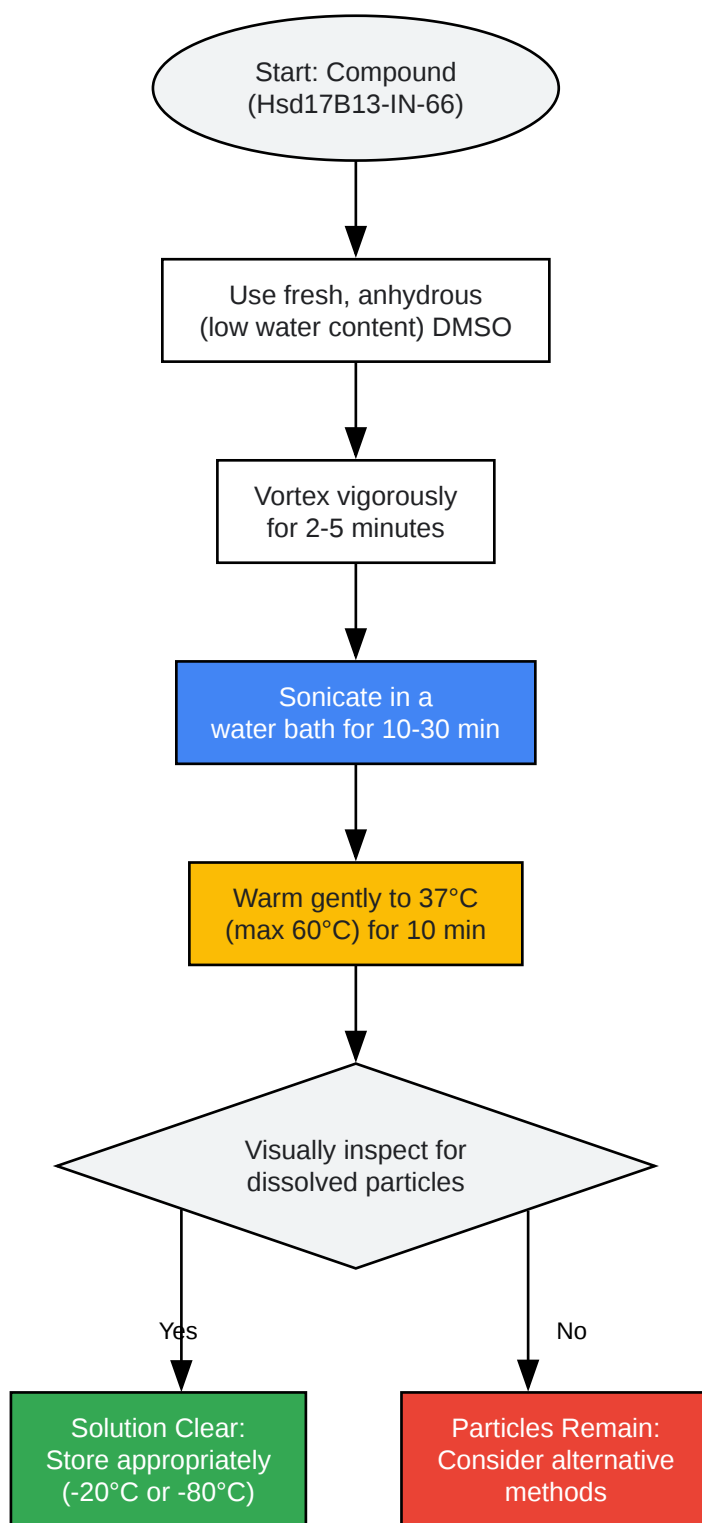 Start: Compound
(Hsd17B13-IN-66)
Use fresh, anhydrous
(low water content) DMSO
Vortex vigorously
for 2-5 minutes
Sonicate in a
water bath for 10-30 min
Warm gently to 37°C
(max 60°C) for 10 min
Visually inspect for
dissolved particles
Yes
No
Solution Clear:
Store appropriately
(-20°C or -80°C)
Particles Remain:
Consider alternative
methods